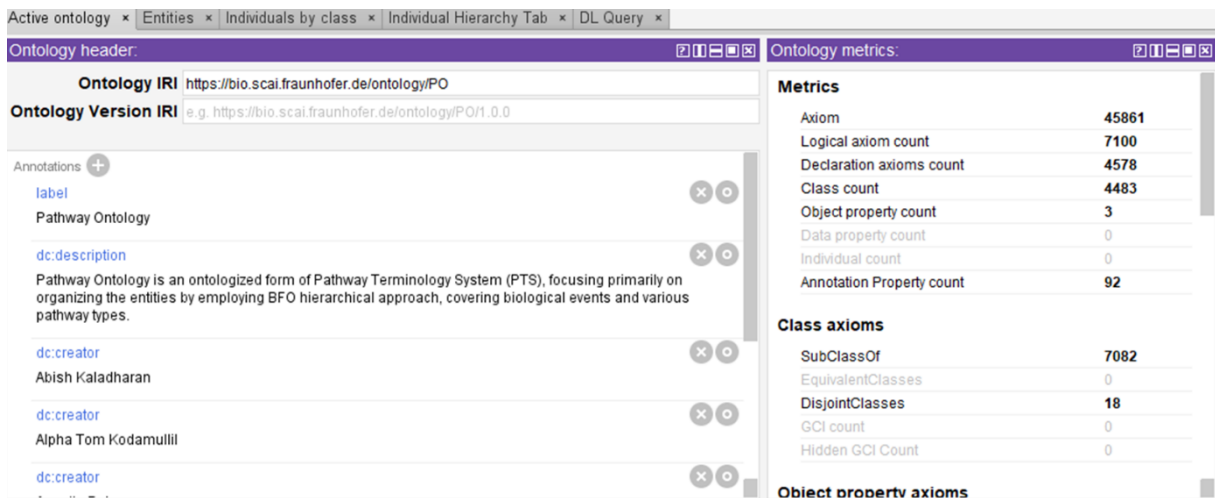 Active ontology × Entities × Individuals by class × Individual Hierarchy Tab × DL Query ×
Ontology header:
Ontology IRI https://bio.scai.fraunhofer.de/ontology/PO
Ontology Version IRI e.g. https://bio.scai.fraunhofer.de/ontology/PO/1.0.0
Annotations
label
Pathway Ontology
dc:description
Pathway Ontology is an ontologized form of Pathway Terminology System (PTS), focusing primarily on
organizing the entities by employing BFO hierarchical approach, covering biological events and various
pathway types.
dc:creator
Abish Kaladharan
dc:creator
Alpha Tom Kodamullil
dc:creator
Ontology metrics:
Metrics
Axiom 45861
Logical axiom count 7100
Declaration axioms count 4578
Class count 4483
Object property count 3
Data property count 0
Individual count 0
Annotation Property count 92
Class axioms
SubClassOf 7082
EquivalentClasses 0
DisjointClasses 18
GCI count 0
Hidden GCI Count 0
Object property axioms